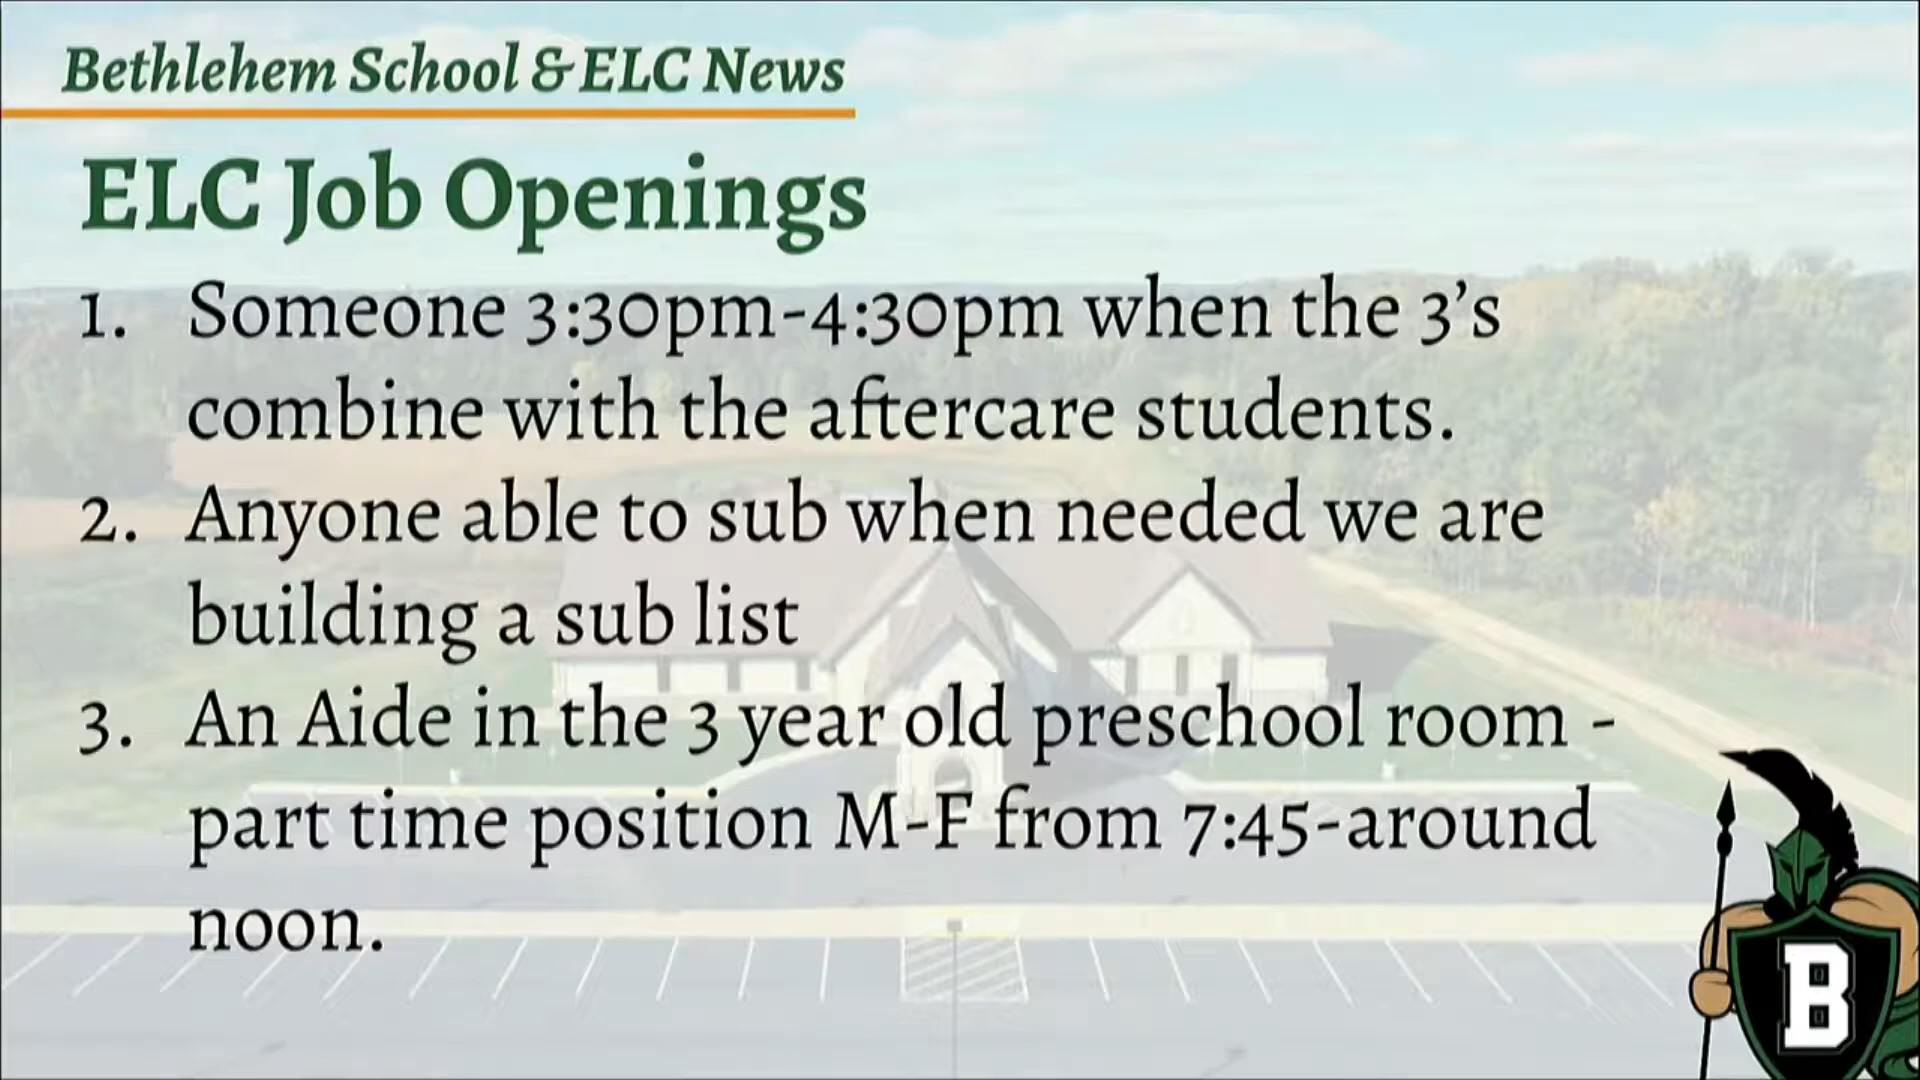 Bethlehem School & ELC News
ELC Job Openings
1. Someone 3:30pm-4:30pm when the 3’s
combine with the aftercare students.
2. Anyone able to sub when needed we are
building a sub list
3. An Aide in the 3 year old preschool room -
part time position M-F from 7:45-around
noon.
B